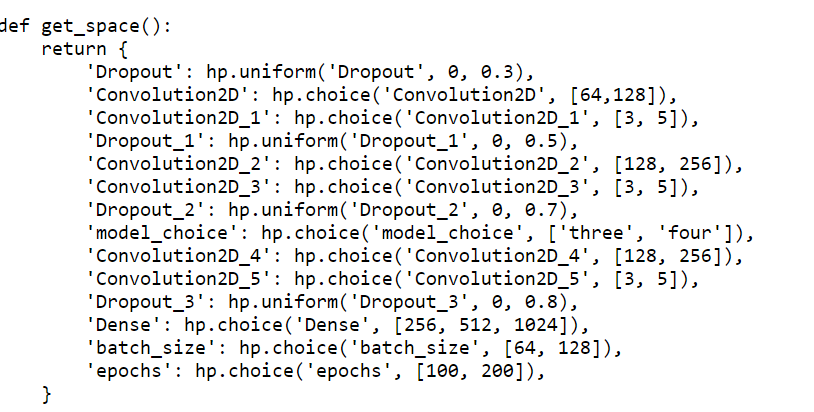 def get_space():
    return {
        'Dropout': hp.uniform('Dropout', 0, 0.3),
        'Convolution2D': hp.choice('Convolution2D', [64,128]),
        'Convolution2D_1': hp.choice('Convolution2D_1', [3, 5]),
        'Dropout_1': hp.uniform('Dropout_1', 0, 0.5),
        'Convolution2D_2': hp.choice('Convolution2D_2', [128, 256]),
        'Convolution2D_3': hp.choice('Convolution2D_3', [3, 5]),
        'Dropout_2': hp.uniform('Dropout_2', 0, 0.7),
        'model_choice': hp.choice('model_choice', ['three', 'four']),
        'Convolution2D_4': hp.choice('Convolution2D_4', [128, 256]),
        'Convolution2D_5': hp.choice('Convolution2D_5', [3, 5]),
        'Dropout_3': hp.uniform('Dropout_3', 0, 0.8),
        'Dense': hp.choice('Dense', [256, 512, 1024]),
        'batch_size': hp.choice('batch_size', [64, 128]),
        'epochs': hp.choice('epochs', [100, 200]),
    }